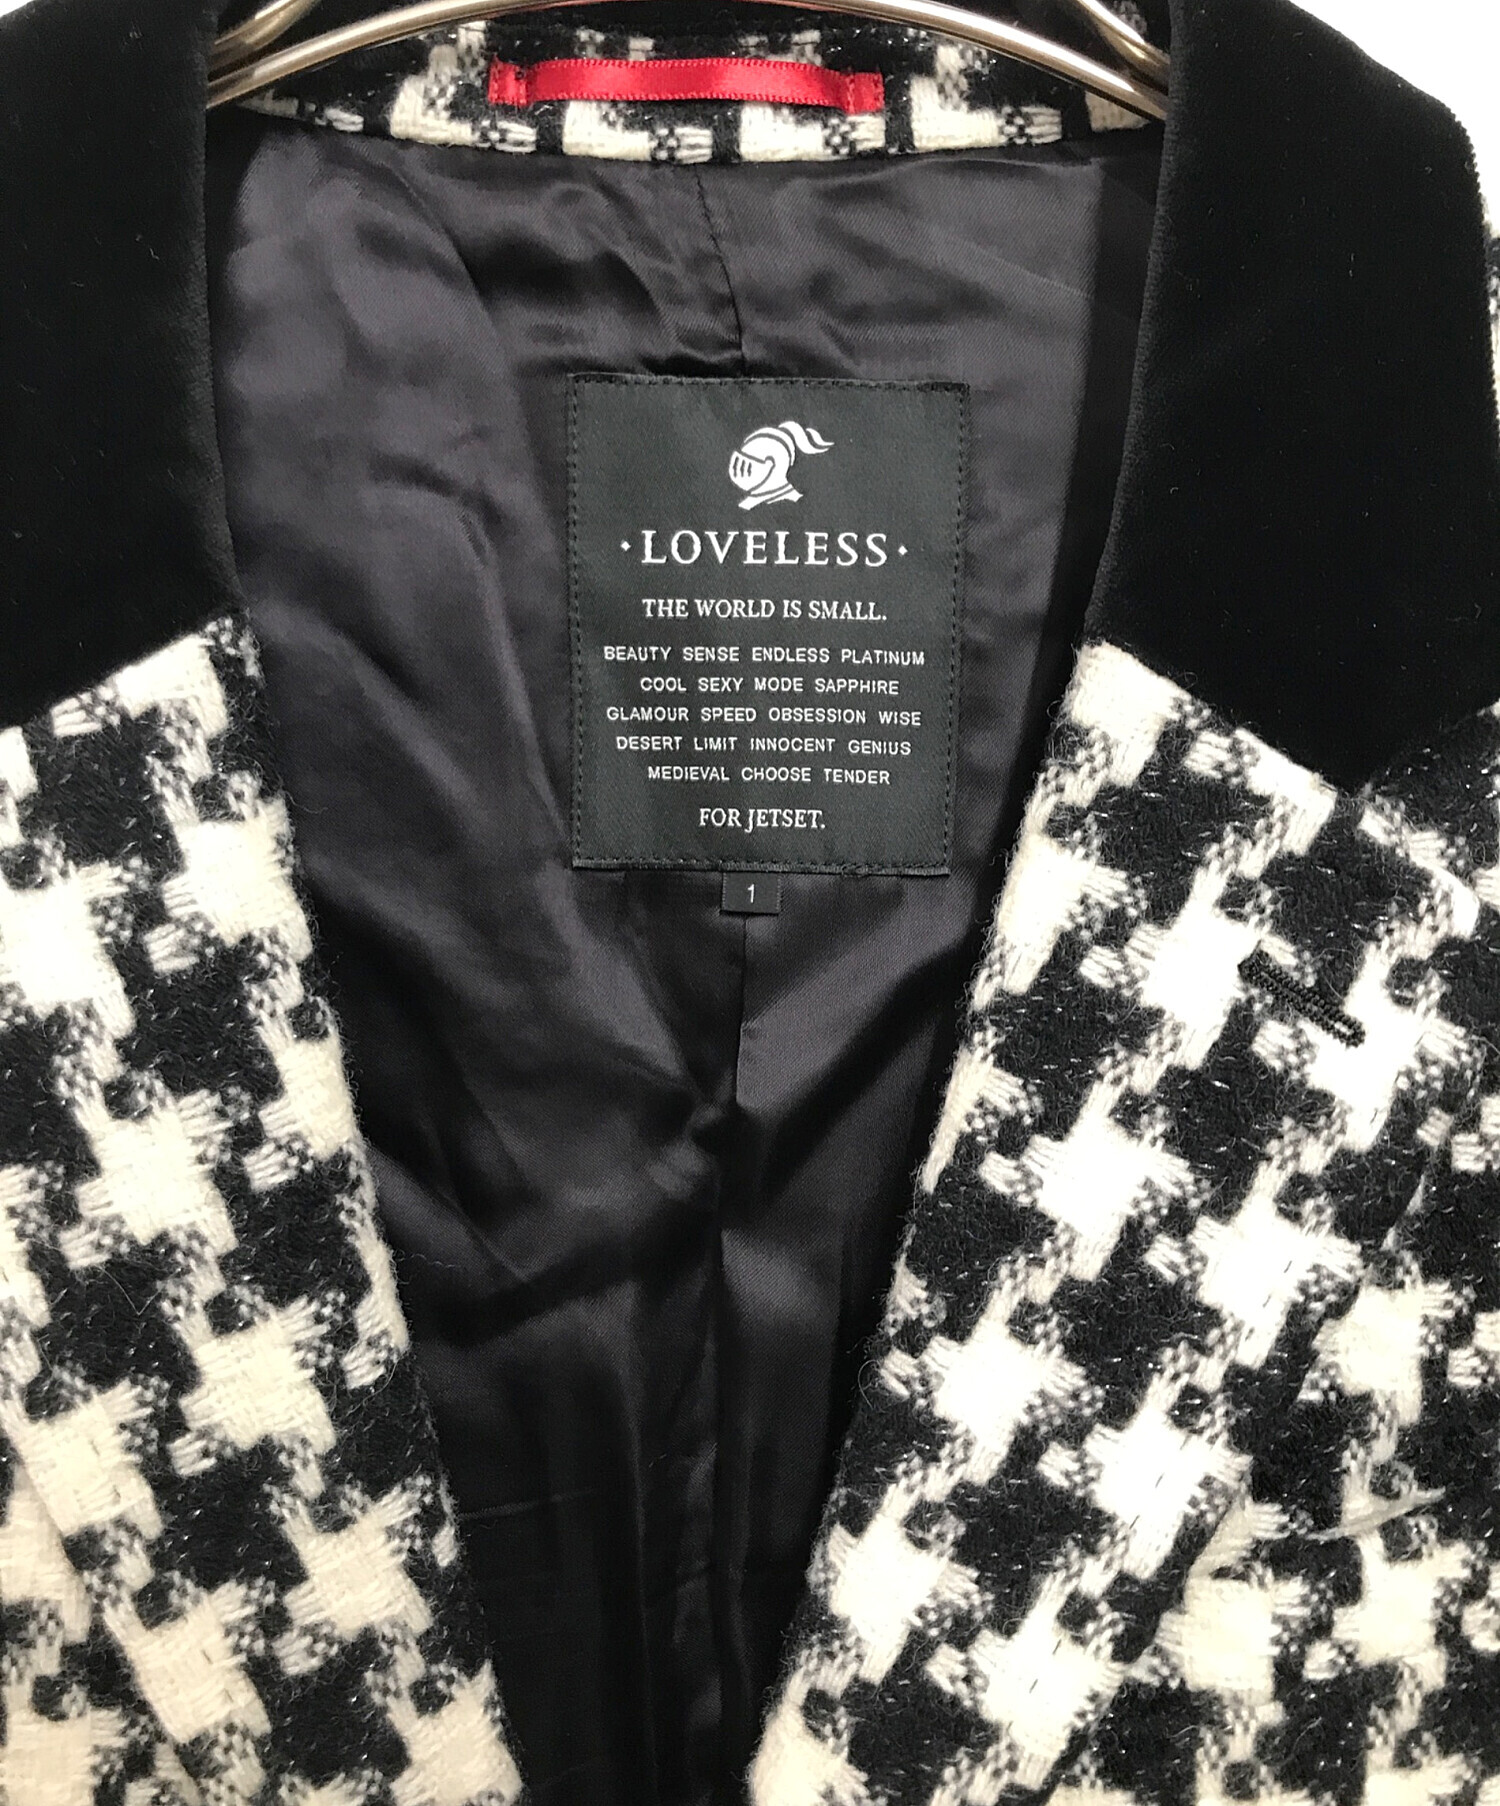 ·LOVELESS·
THE WORLD IS SMALL.
BEAUTY SENSE ENDLESS PLATINUM
COOL SEXY MODE SAPPHIRE
GLAMOUR SPEED OBSESSION WISE
DESERT LIMIT INNOCENT GENIUS
MEDIEVAL CHOOSE TENDER
FOR JETSET.
1